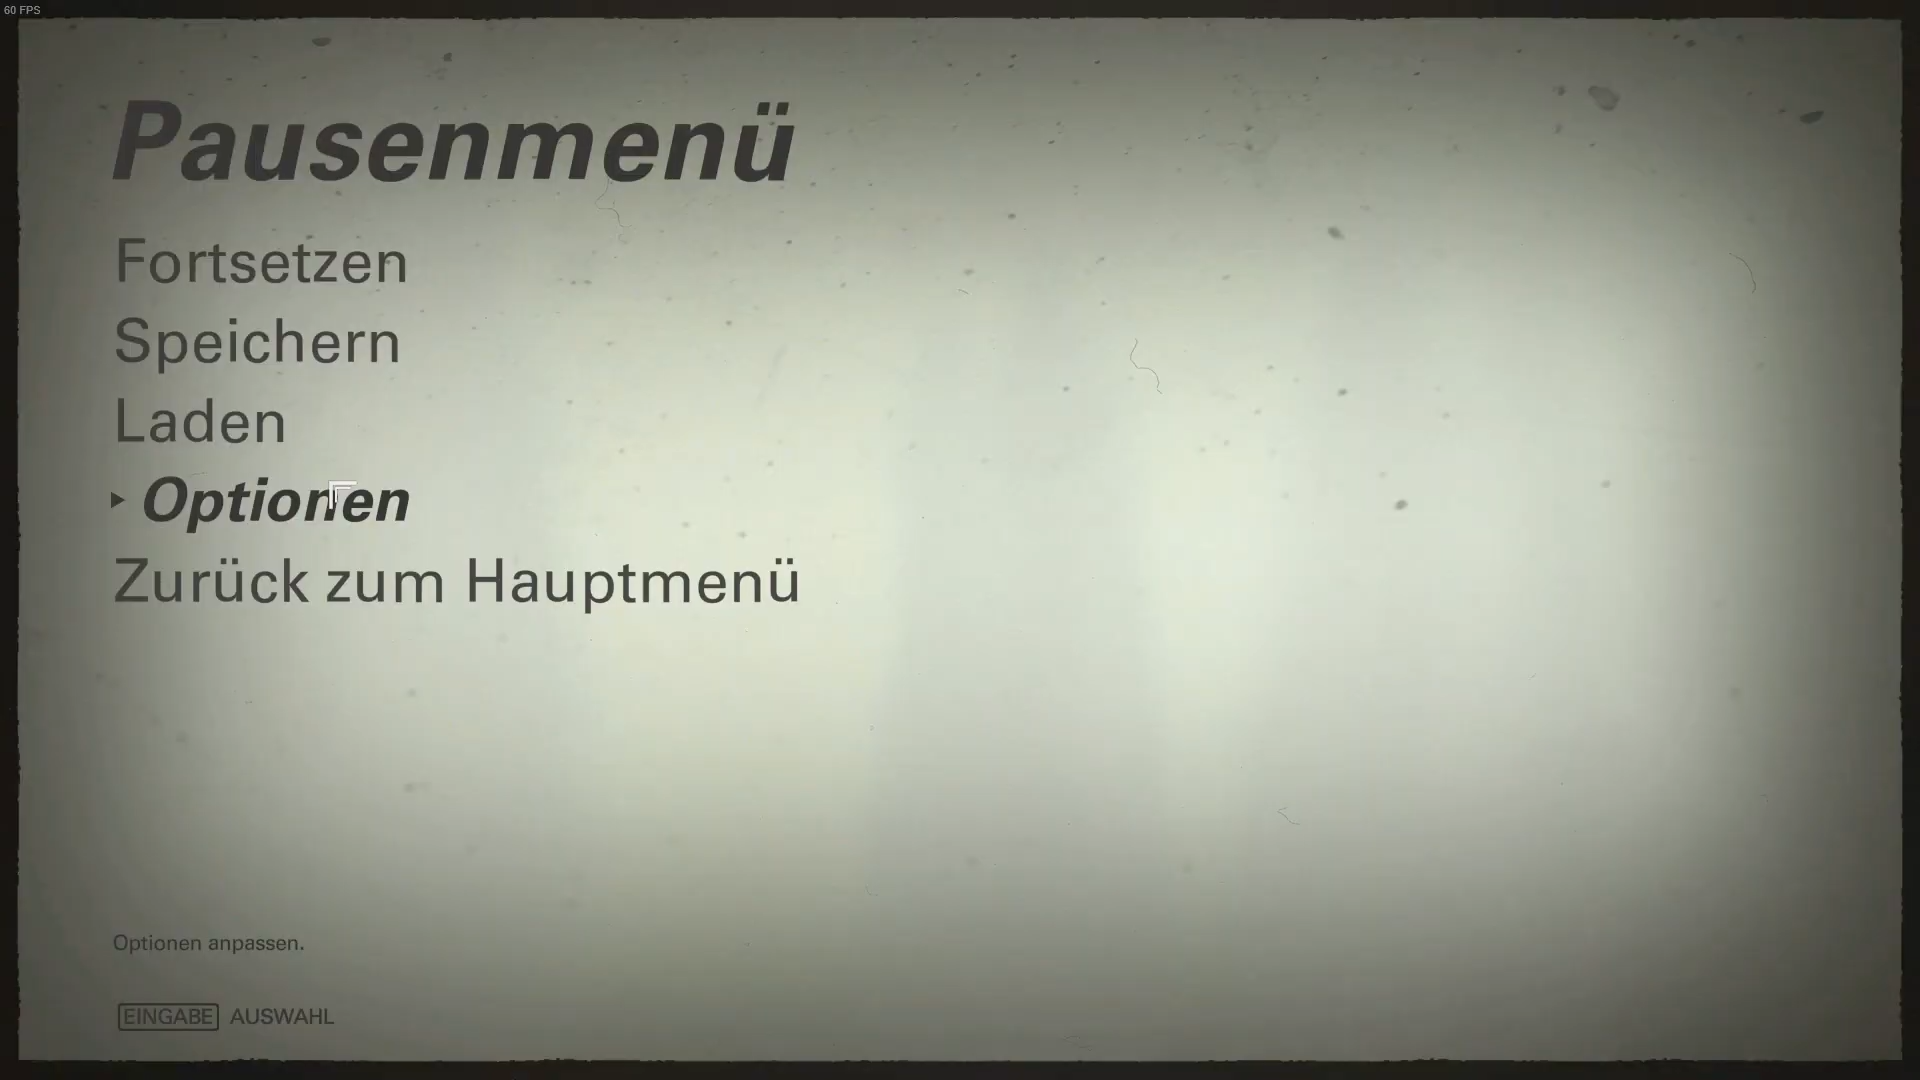 60 FPS
Pausenmenü
Fortsetzen
Speichern
Laden
Optionen
Zurück zum Hauptmenü
Optionen anpassen.
EINGABE AUSWAHL